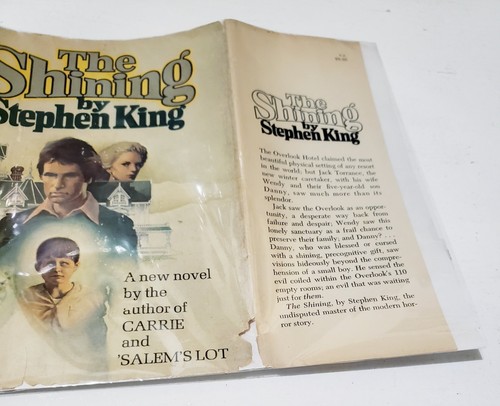 The
Shining
by
Stephen King
A new novel
by the
author of
CARRIE
and
'SALEM'S LOT
The
Shining
by
Stephen King
The Overlook Hotel claimed the most
beautiful physical setting of any resort
in the world; but Jack Torrance, the
new winter caretaker, with his wife
Wendy and their five-year-old son
Danny, saw much more than its
splendor.
Jack saw the Overlook as an oppor-
tunity, a desperate way back from
failure and despair; Wendy saw this
lonely sanctuary as a frail chance to
preserve their family; and Danny? . . .
Danny, who was blessed or cursed
with a shining, precognitive gift, saw
visions hideously beyond the compre-
hension of a small boy. He sensed the
evil coiled within the Overlook's 110
empty rooms; an evil that was waiting
just for them.
The Shining, by Stephen King, the
undisputed master of the modern hor-
ror story.